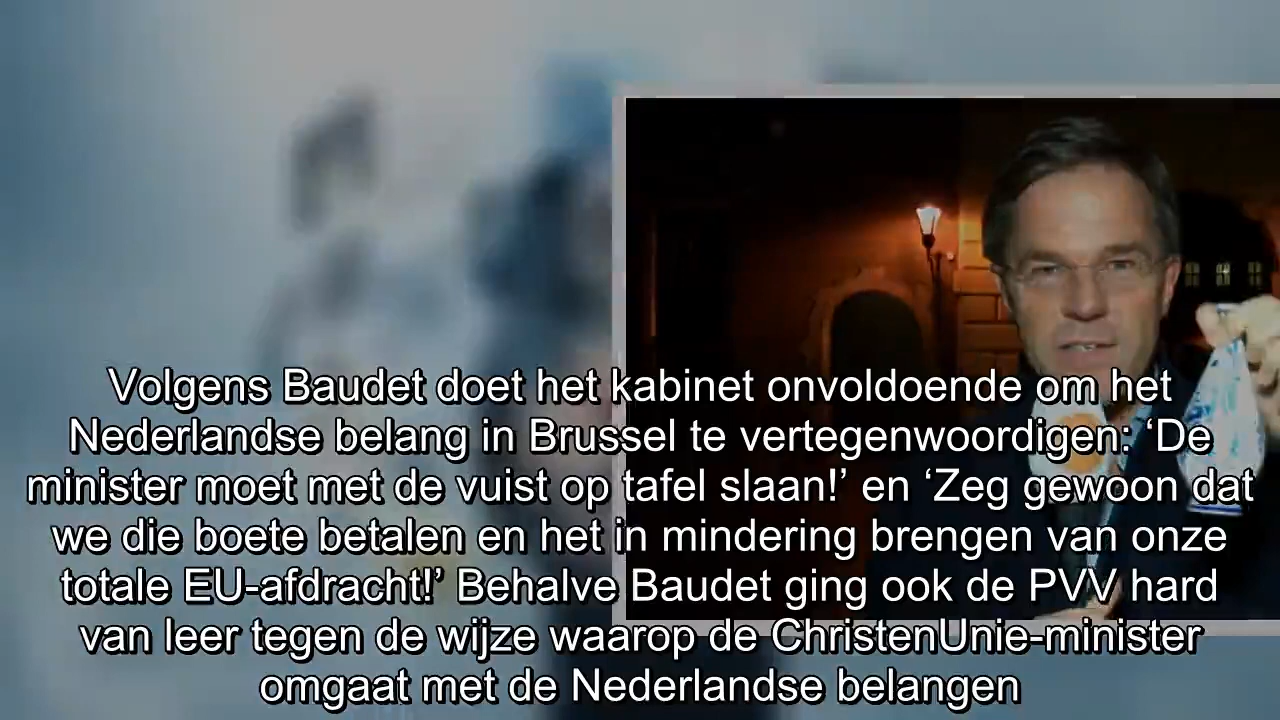 Volgens Baudet doet het kabinet onvoldoende om het
Nederlandse belang in Brussel te vertegenwoordigen: ‘De
minister moet met de vuist op tafel slaan!’ en ‘Zeg gewoon dat
we die boete betalen en het in mindering brengen van onze
totale EU-afdracht!’ Behalve Baudet ging ook de PVV hard
van leer tegen de wijze waarop de ChristenUnie-minister
omgaat met de Nederlandse belangen